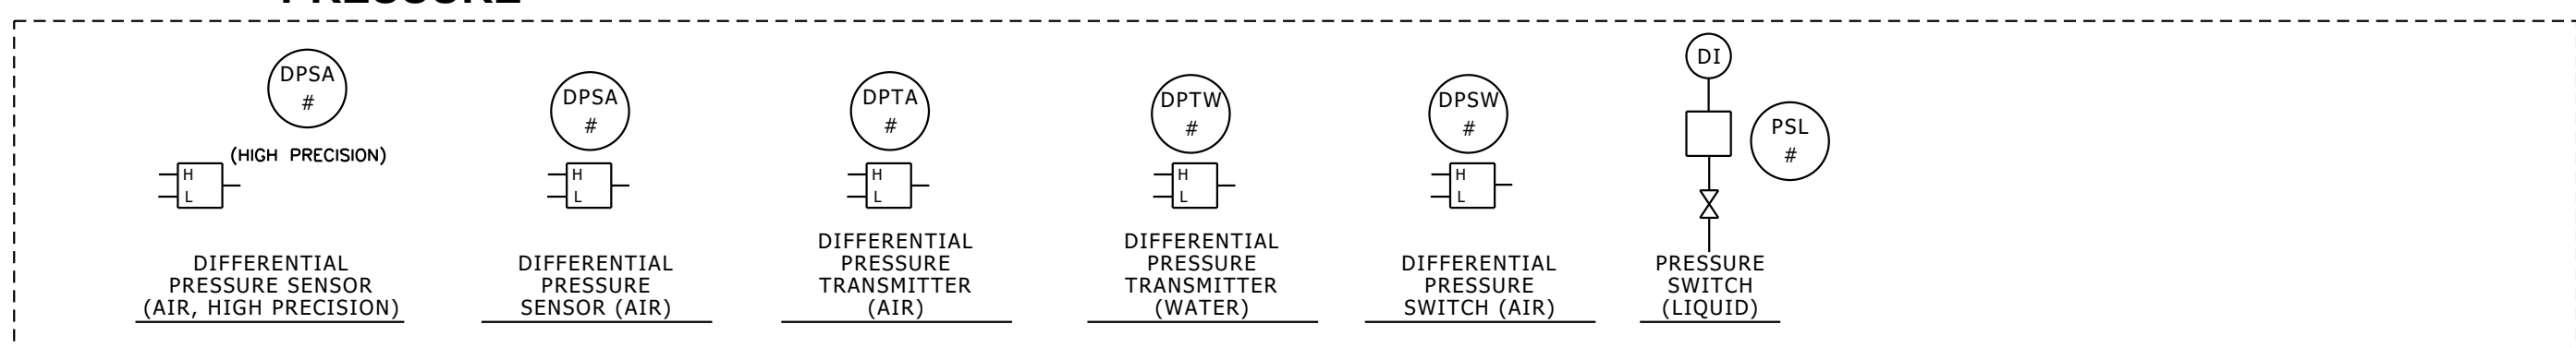 PRESSURE
DPSA
#
(HIGH PRECISION)
H
L
DIFFERENTIAL
PRESSURE SENSOR
(AIR, HIGH PRECISION)
DPSA
#
H
L
DIFFERENTIAL
PRESSURE
SENSOR (AIR)
DPTA
#
H
L
DIFFERENTIAL
PRESSURE
TRANSMITTER
(AIR)
DPTW
#
H
L
DIFFERENTIAL
PRESSURE
TRANSMITTER
(WATER)
DPSW
#
H
L
DIFFERENTIAL
PRESSURE
SWITCH (AIR)
DI
PSL
#
PRESSURE
SWITCH
(LIQUID)